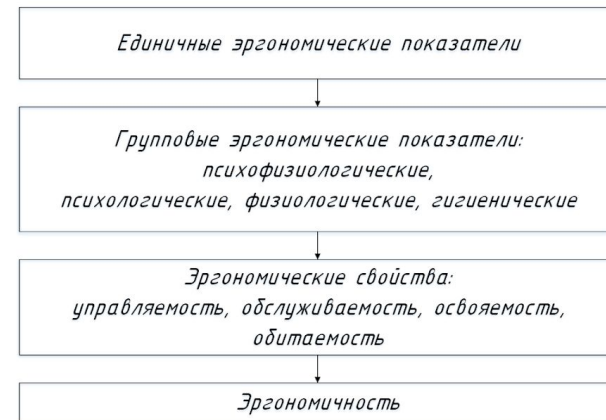 Единичные эргономические показатели
Групповые эргономические показатели:
психофизиологические,
психологические, физиологические, гигиенические
Эргономические свойства:
управляемость, обслуживаемость, освояемость,
обитаемость
Эргономичность